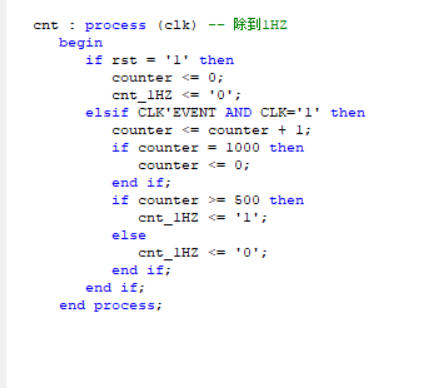 cnt : process (clk) -- 除到1HZ
begin
if rst = '1' then
counter <= 0;
cnt_1HZ <= '0';
elsif CLK'EVENT AND CLK='1' then
counter <= counter + 1;
if counter = 1000 then
counter <= 0;
end if;
if counter >= 500 then
cnt_1HZ <= '1';
else
cnt_1HZ <= '0';
end if;
end if;
end process;